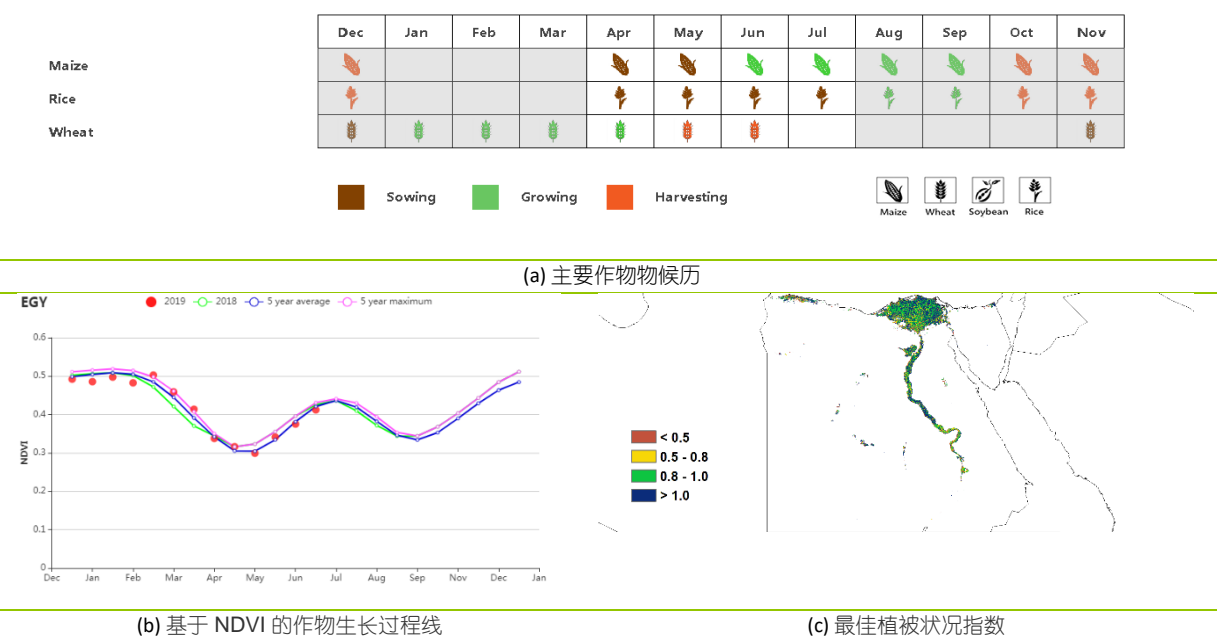 Dec Jan Feb Mar Apr May Jun Jul Aug Sep Oct Nov
Maize
Rice
Wheat
Sowing Growing Harvesting
Maize Wheat Soybean Rice
(a) 主要作物物候历
EGY
2019 2018 5 year average 5 year maximum
0.6
0.5
0.4
0.3
0.2
0.1
0
NDVI
Dec Jan Feb Mar Apr May Jun Jul Aug Sep Nov Dec Jan
< 0.5
0.5 - 0.8
0.8 - 1.0
> 1.0
(b) 基于 NDVI 的作物生长过程线
(c) 最佳植被状况指数